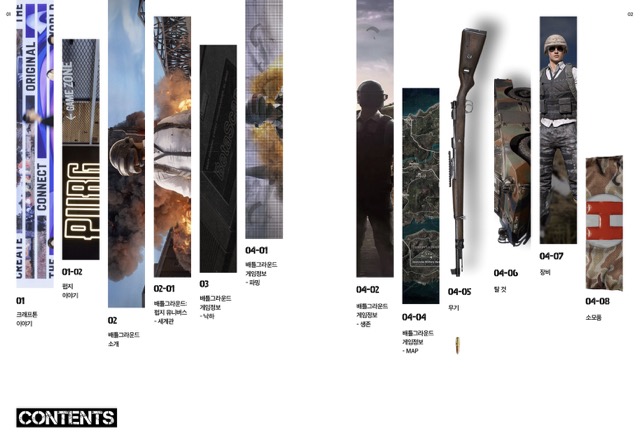 01
02
THE
WORLD
ORIGINAL
CONNECT
CREATE
THE
← GAME ZONE
PUBG
01
크래프톤
이야기
01-02
펍지
이야기
02
배틀그라운드
소개
02-01
배틀그라운드:
펍지 유니버스
- 세계관
03
배틀그라운드
게임정보
- 낙하
04-01
배틀그라운드
게임정보
- 파밍
04-02
배틀그라운드
게임정보
- 생존
04-04
배틀그라운드
게임정보
- MAP
04-05
무기
04-06
탈 것
04-07
장비
04-08
소모품
CONTENTS